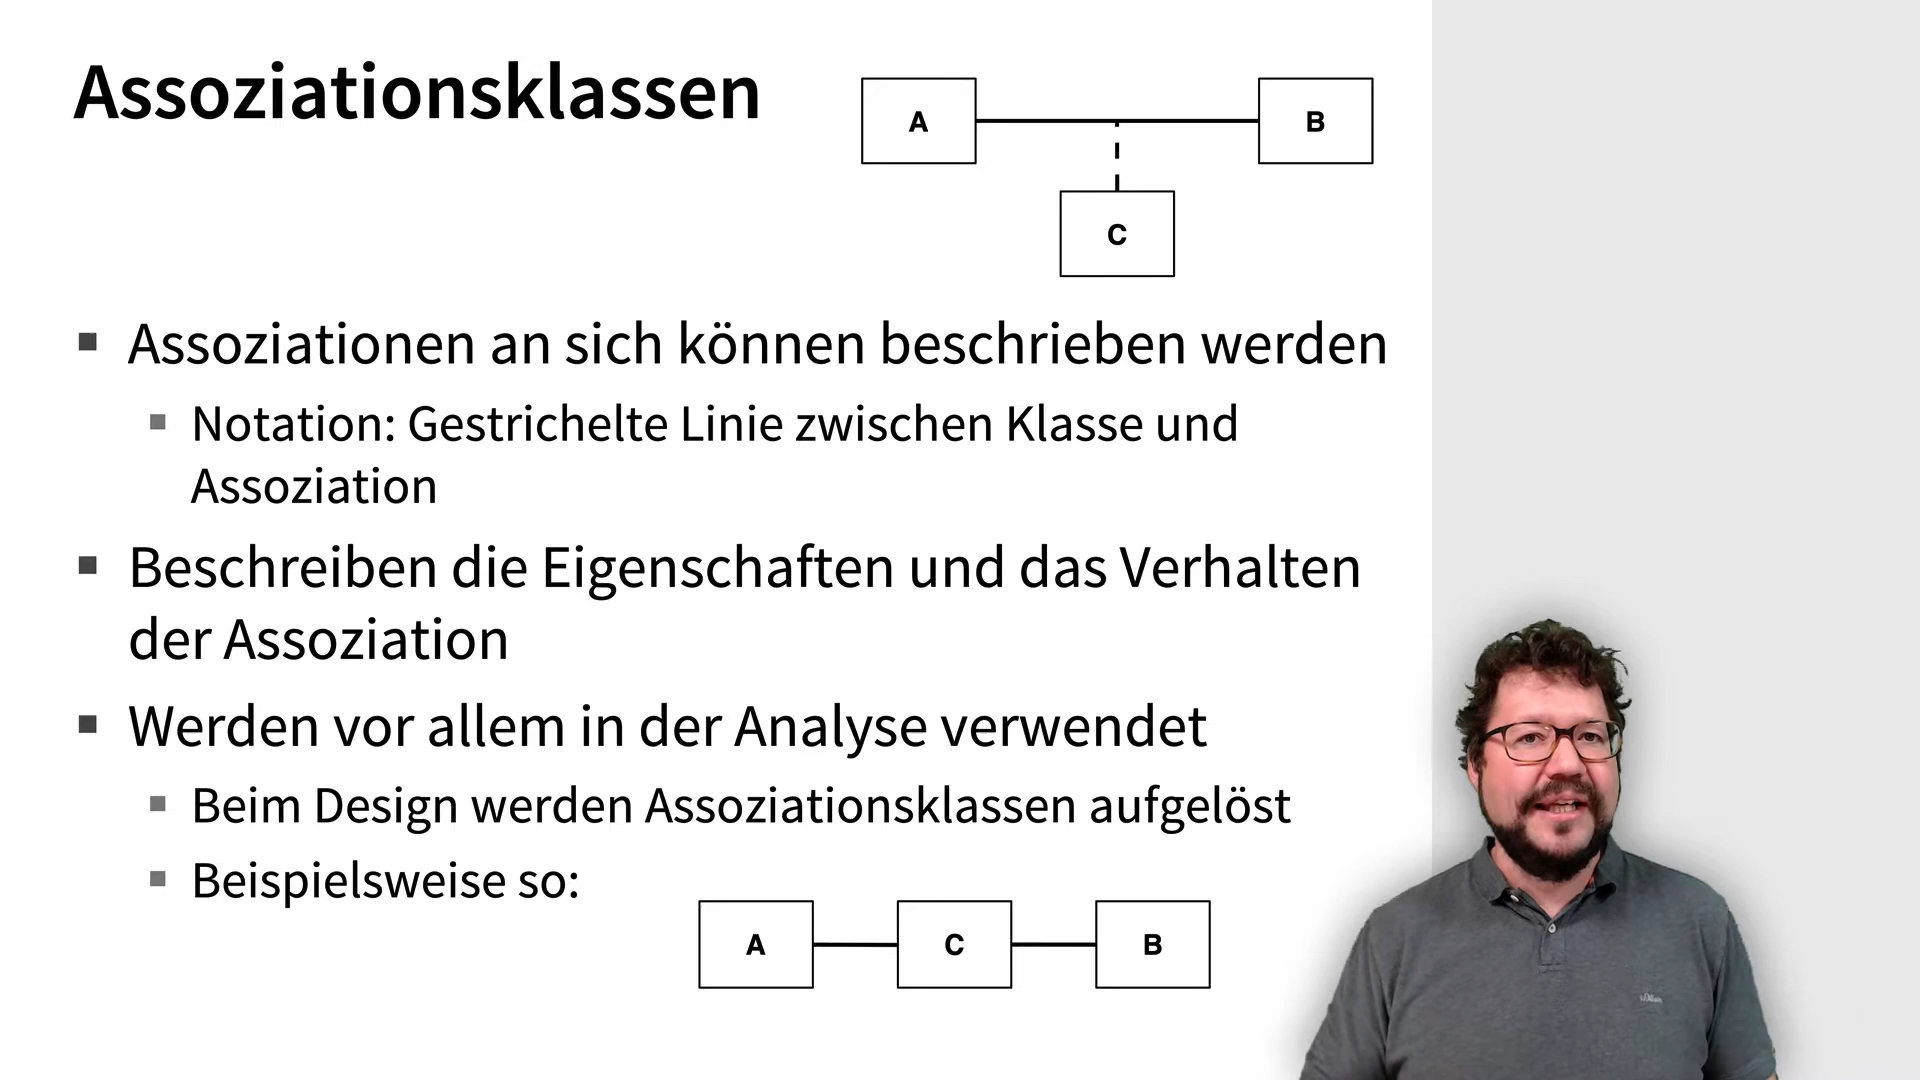 Assoziationsklassen
A
B
C
Assoziationen an sich können beschrieben werden
Notation: Gestrichelte Linie zwischen Klasse und
Assoziation
Beschreiben die Eigenschaften und das Verhalten
der Assoziation
Werden vor allem in der Analyse verwendet
Beim Design werden Assoziationsklassen aufgelöst
Beispielsweise so:
A
C
B